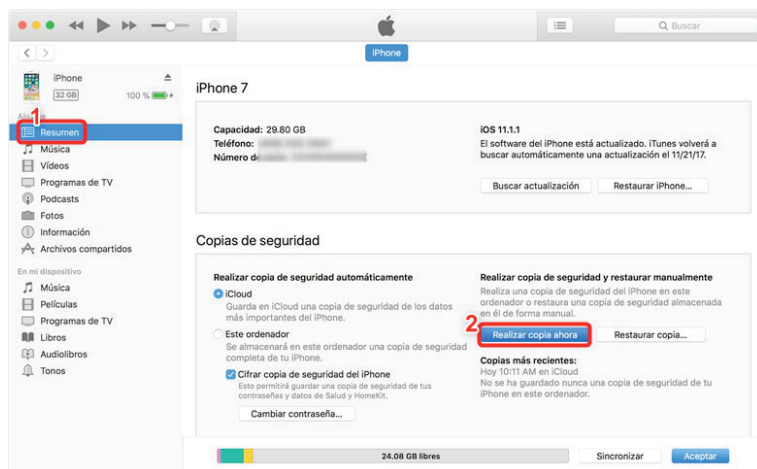 Buscar
iPhone
iPhone
32 GB
100 %
Ajustes
1
Resumen
Música
Vídeos
Programas de TV
Podcasts
Fotos
Información
Archivos compartidos
En mi dispositivo
Música
Películas
Programas de TV
Libros
Audiolibros
Tonos
iPhone 7
Capacidad: 29.80 GB
Teléfono:
Número de
iOS 11.1.1
El software del iPhone está actualizado. iTunes volverá a
buscar automáticamente una actualización el 11/21/17.
Buscar actualización
Restaurar iPhone...
Copias de seguridad
Realizar copia de seguridad automáticamente
iCloud
Guarda en iCloud una copia de seguridad de los datos
más importantes del iPhone.
Este ordenador
Se almacenará en este ordenador una copia de seguridad
completa de tu iPhone.
Cifrar copia de seguridad del iPhone
Esto permitirá guardar una copia de seguridad de tus
contraseñas y datos de Salud y HomeKit.
Cambiar contraseña...
Realizar copia de seguridad y restaurar manualmente
Realiza una copia de seguridad del iPhone en este
ordenador o restaura una copia de seguridad almacenada
en él de forma manual.
2
Realizar copia ahora
Restaurar copia...
Copias más recientes:
Hoy 10:11 AM en iCloud
No se ha guardado nunca una copia de seguridad de tu
iPhone en este ordenador.
24.08 GB libres
Sincronizar
Aceptar